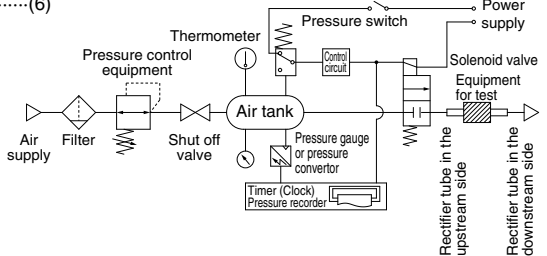 ······(6)
Power
supply
Pressure switch
Thermometer
Pressure control
equipment
Control
circuit
Solenoid valve
Equipment
for test
Air tank
Air
supply
Filter
Shut off
valve
Pressure gauge
or pressure
convertor
Timer (Clock)
Pressure recorder
Rectifier tube in the
upstream side
Rectifier tube in the
downstream side